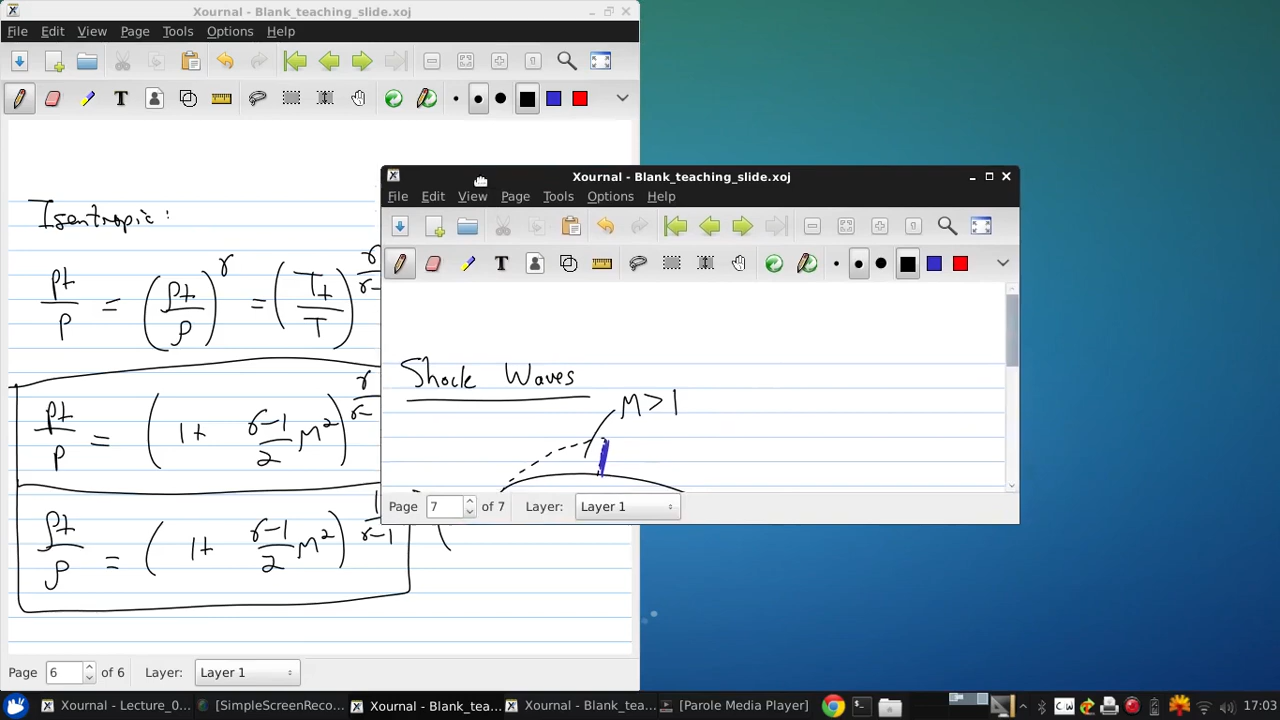 Xournal - Blank_teaching_slide.xoj
File Edit View Page Tools Options Help
Isentropic:
pt/p = (ρt/ρ)^γ = (Tt/T)^γ/γ-
pt/p = (1+ γ-1/2 M²)^γ/γ-
ρt/ρ = (1+ γ-1/2 M²)^1/γ-1 (
Page 6 of 6 Layer: Layer 1
Xournal - Blank_teaching_slide.xoj
File Edit View Page Tools Options Help
Shock Waves
M>1
Page 7 of 7 Layer: Layer 1
Xournal - Lecture_0... [SimpleScreenReco... Xournal - Blank_tea... Xournal - Blank_tea... [Parole Media Player] 17:03